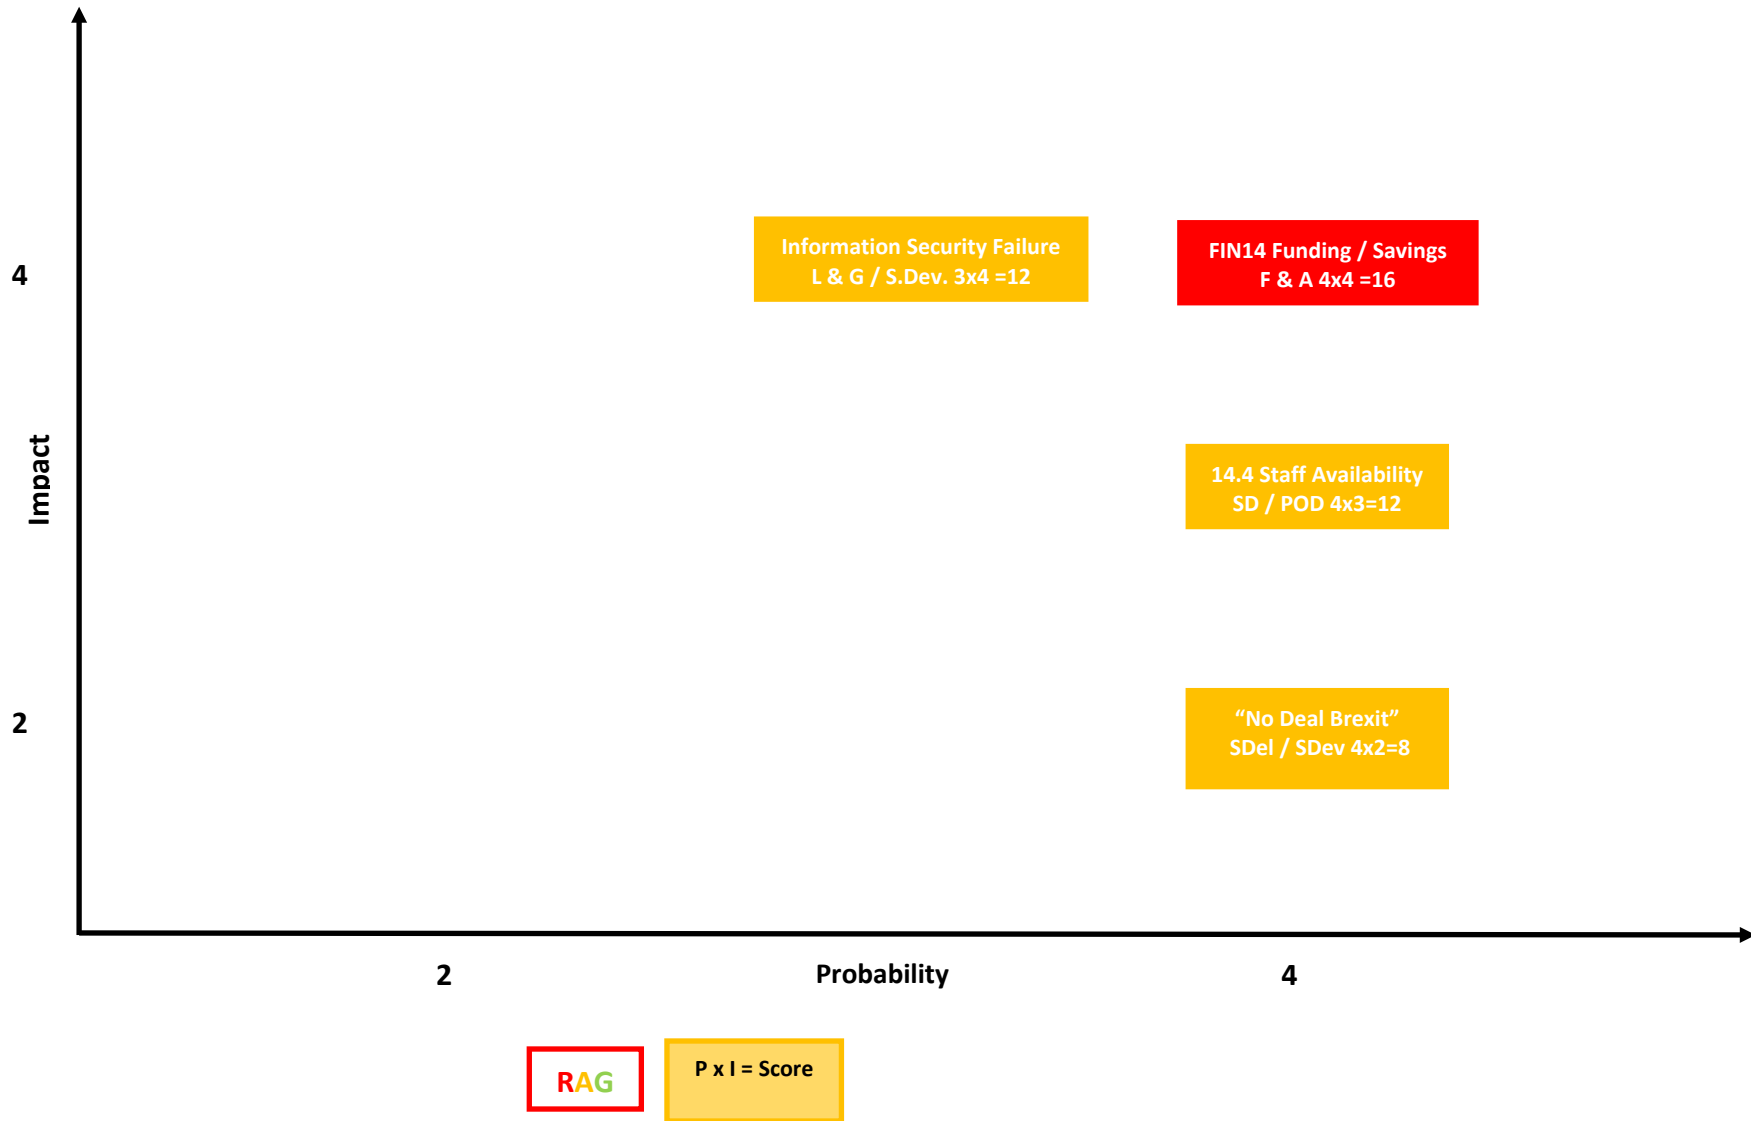 Information Security Failure
L & G / S.Dev. 3x4 =12
FIN14 Funding / Savings
F & A 4x4 =16
4
14.4 Staff Availability
SD / POD 4x3=12
Impact
“No Deal Brexit”
SDel / SDev 4x2=8
2
2
Probability
4
RAG
P x I = Score